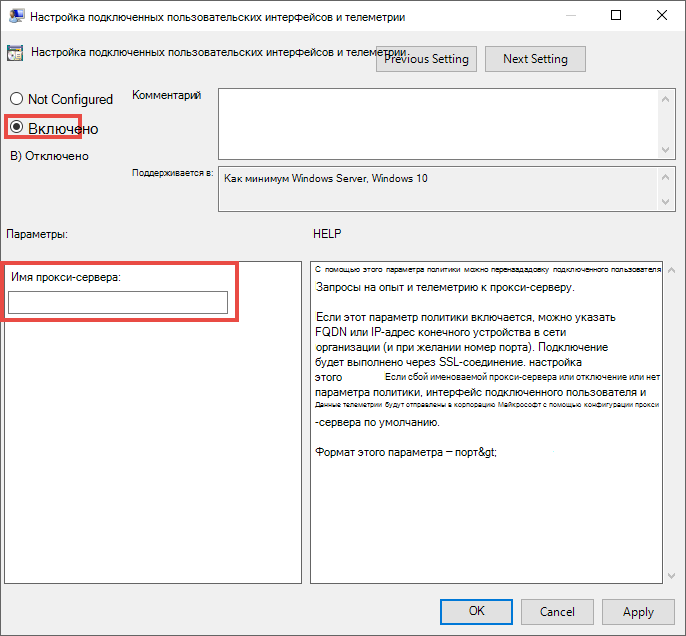 Настройка подключенных пользовательских интерфейсов и телеметрии
Настройка подключенных пользовательских интерфейсов и телеметрии
Previous Setting
Next Setting
Not Configured
Комментарий
Включено
В) Отключено
Поддерживается в:
Как минимум Windows Server, Windows 10
Параметры:
HELP
Имя прокси-сервера:
С помощью этого параметра политики можно перенаададовку подключенного пользователя
Запросы на опыт и телеметрию к прокси-серверу.
Если этот параметр политики включается, можно указать
FQDN или IP-адрес конечного устройства в сети
организации (и при желании номер порта). Подключение
будет выполнено через SSL-соединение. настройка
этого Если сбой именоваемой прокси-сервера или отключение или нет
параметра политики, интерфейс подключенного пользователя и
Данные телеметрии будут отправлены в корпорацию Майкрософт с помощью конфигурации прокси
-сервера по умолчанию.
Формат этого параметра – порт&gt;
OK
Cancel
Apply